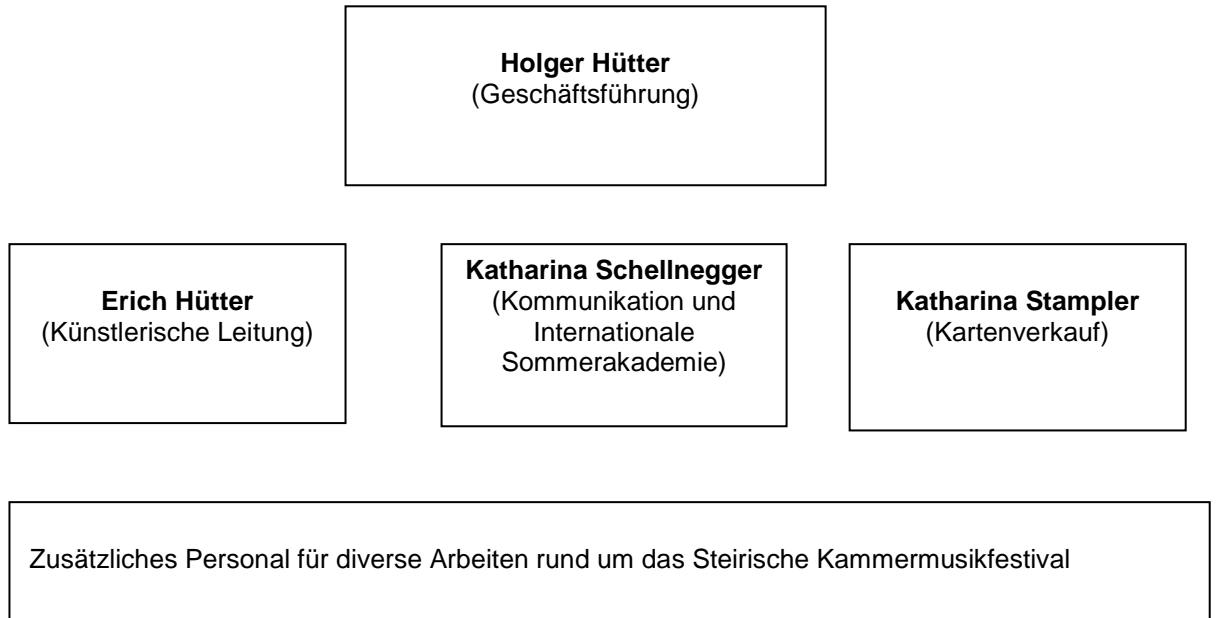 Holger Hütter
(Geschäftsführung)
Erich Hütter
(Künstlerische Leitung)
Katharina Schellnegger
(Kommunikation und
Internationale
Sommerakademie)
Katharina Stampler
(Kartenverkauf)
Zusätzliches Personal für diverse Arbeiten rund um das Steirische Kammermusikfestival